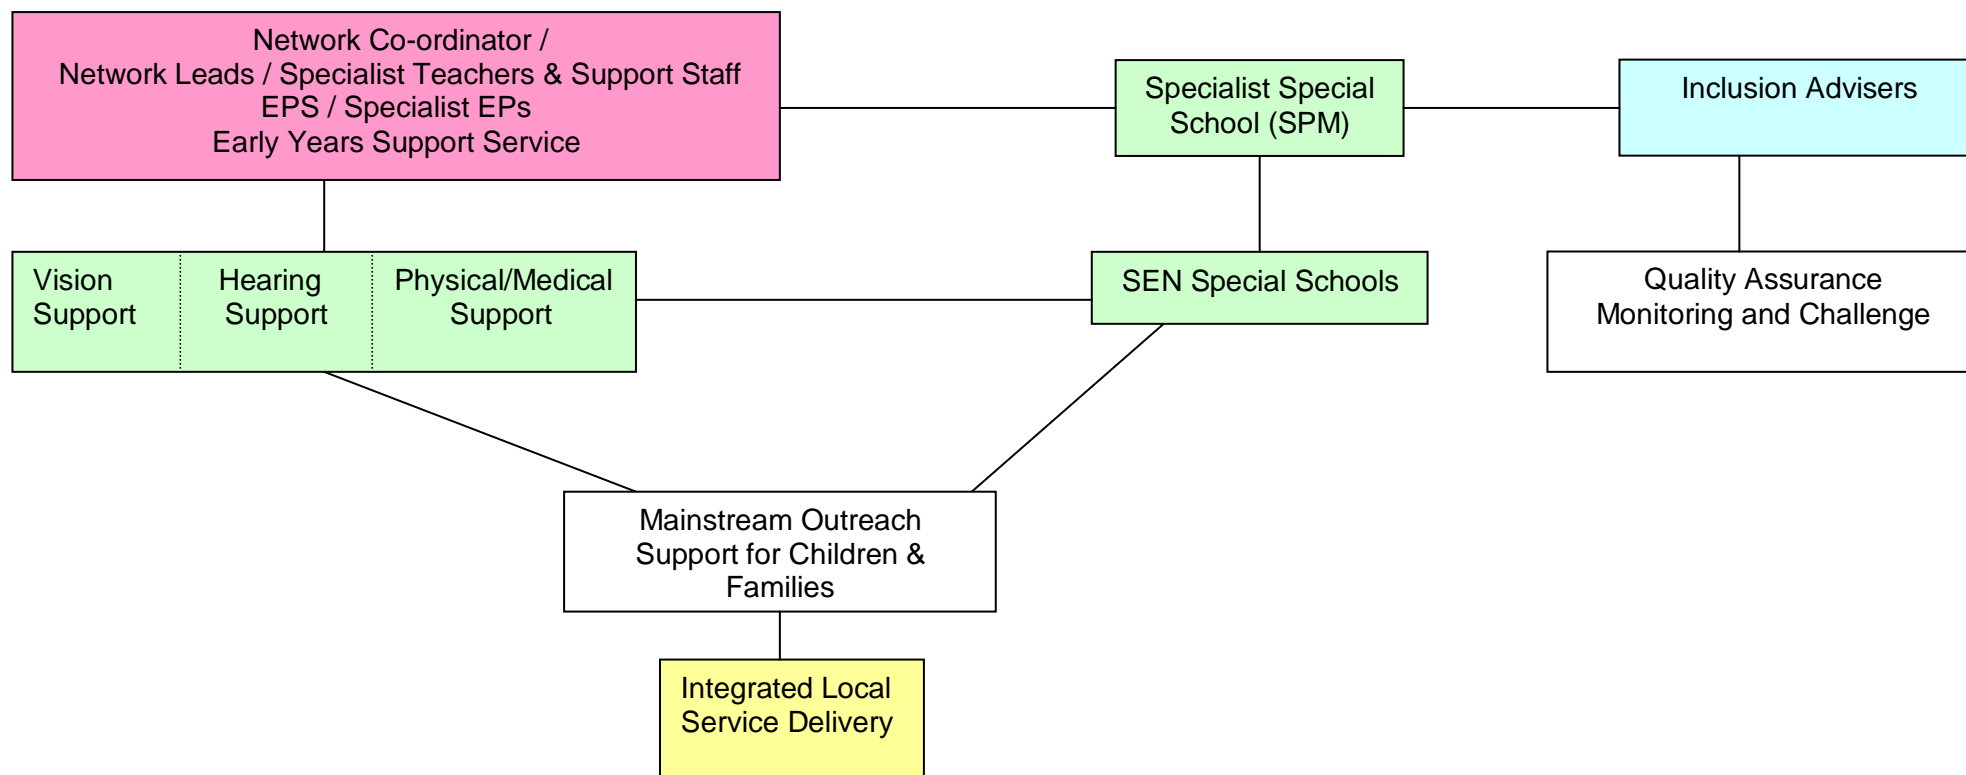 Network Co-ordinator /
Network Leads / Specialist Teachers & Support Staff
EPS / Specialist EPs
Early Years Support Service
Specialist Special
School (SPM)
Inclusion Advisers
Vision
Support
Hearing
Support
Physical/Medical
Support
SEN Special Schools
Quality Assurance
Monitoring and Challenge
Mainstream Outreach
Support for Children &
Families
Integrated Local
Service Delivery